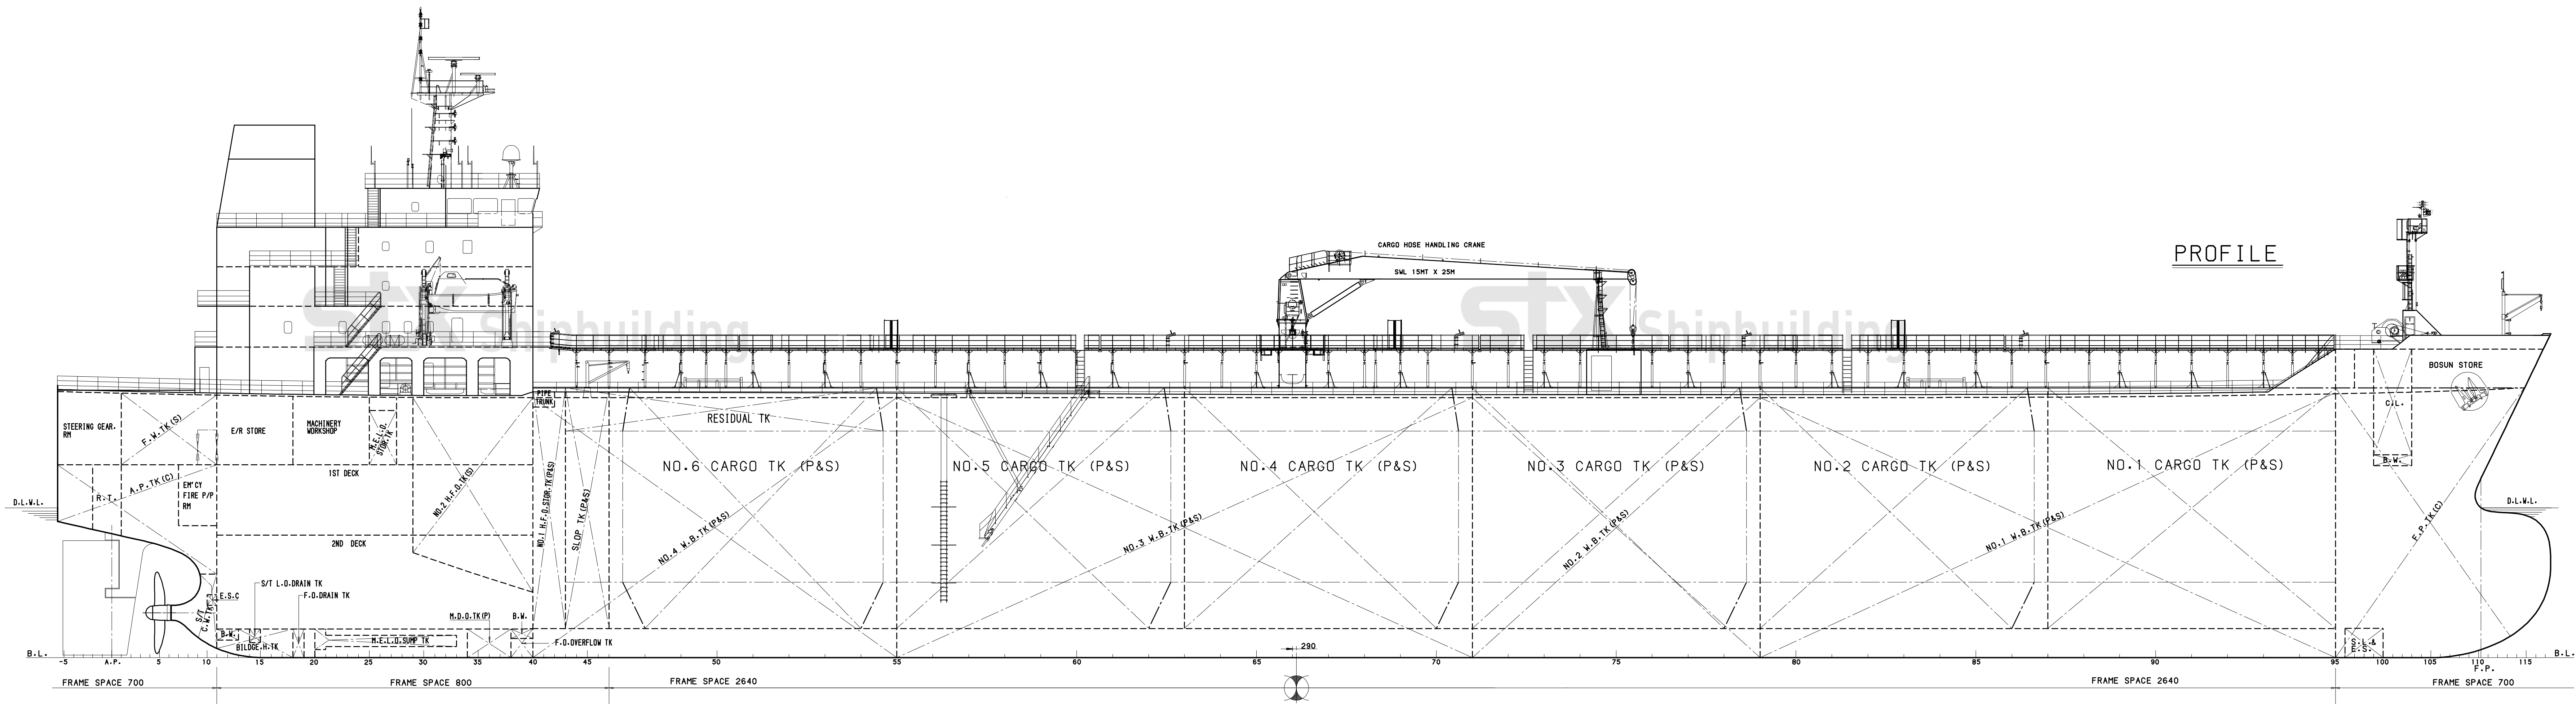 PROFILE
CARGO HOSE HANDLING CRANE
SWL 15MT X 25M
stx Shipbuilding
stx Shipbuilding
BOSUN STORE
C.L.
B.W.
PIPE
TRUNK
RESIDUAL TK
STEERING GEAR.
RM
F.W.TK(S)
E/R STORE
MACHINERY
WORKSHOP
M.E.L.O.
STOR.TK
1ST DECK
NO.6 CARGO TK (P&S)
NO.5 CARGO TK (P&S)
NO.4 CARGO TK (P&S)
NO.3 CARGO TK (P&S)
NO.2 CARGO TK (P&S)
NO.1 CARGO TK (P&S)
R.T.
A.P.TK(C)
EM'CY
FIRE P/P
RM
NO.2 H.F.O.TK(S)
NO.1 H.F.O.STOR.TK(P&S)
SLOP TK(P&S)
NO.4 W.B.TK(P&S)
NO.3 W.B.TK(P&S)
NO.2 W.B.TK(P&S)
NO.1 W.B.TK(P&S)
F.P.TK(C)
D.L.W.L.
D.L.W.L.
2ND DECK
S/T L.O.DRAIN TK
E.S.C
F.O.DRAIN TK
S/T
C.W.TK
M.D.O.TK(P)
B.W.
B.W.
M.E.L.O.SUMP TK
BILDGE.H.TK
F.O.OVERFLOW TK
S.L.&
E.S.
290
B.L.
-5
A.P.
5
10
15
20
25
30
35
40
45
50
55
60
65
70
75
80
85
90
95
100
105
110
115
B.L.
F.P.
FRAME SPACE 700
FRAME SPACE 800
FRAME SPACE 2640
FRAME SPACE 2640
FRAME SPACE 700